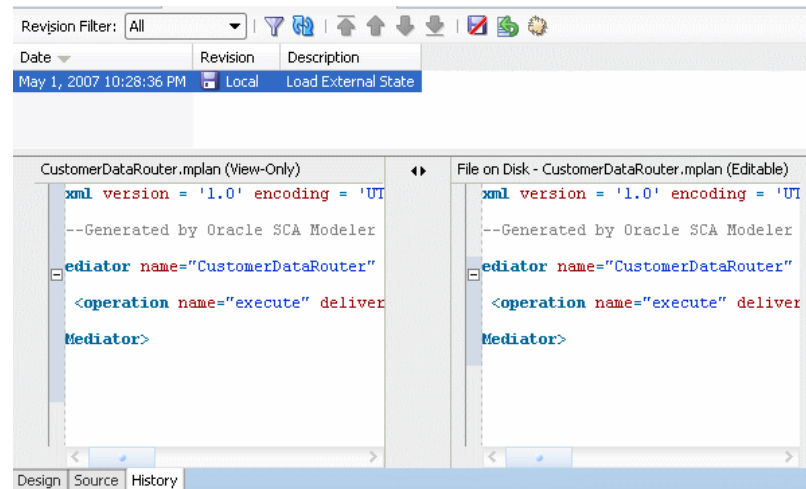 Revision Filter: All
Date Revision Description
May 1, 2007 10:28:36 PM Local Load External State
CustomerDataRouter.mplan (View-Only)
xml version = '1.0' encoding = 'UT
--Generated by Oracle SCA Modeler
ediator name="CustomerDataRouter"
<operation name="execute" deliver
Mediator>
File on Disk - CustomerDataRouter.mplan (Editable)
xml version = '1.0' encoding = 'UT
--Generated by Oracle SCA Modeler
ediator name="CustomerDataRouter"
<operation name="execute" deliver
Mediator>
Design Source History